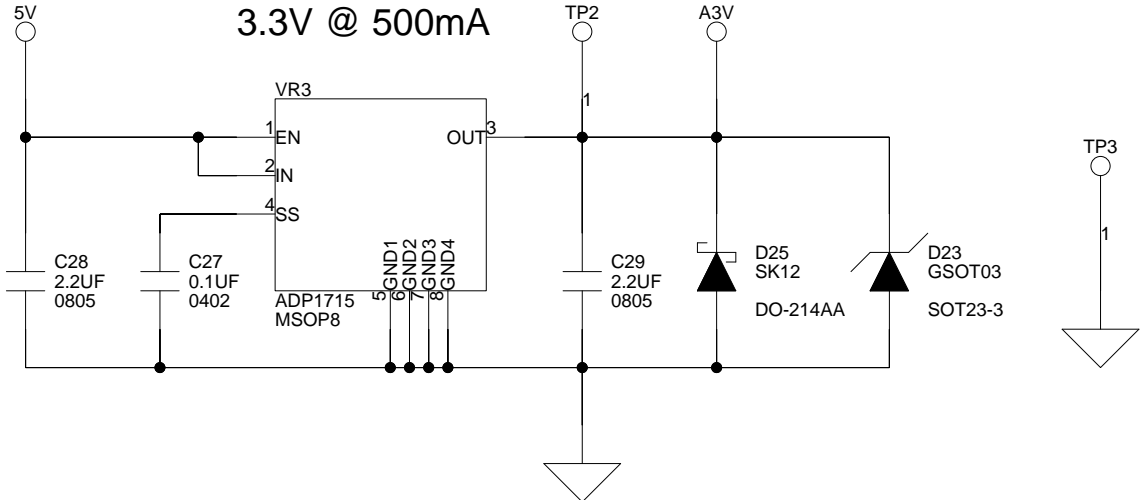 5V
3.3V @ 500mA
TP2
A3V
VR3
1
1
EN
OUT
3
TP3
2
IN
4
SS
1
C28
2.2UF
0805
C27
0.1UF
0402
5
GND1
6
GND2
7
GND3
8
GND4
ADP1715
MSOP8
C29
2.2UF
0805
D25
SK12
DO-214AA
D23
GSOT03
SOT23-3